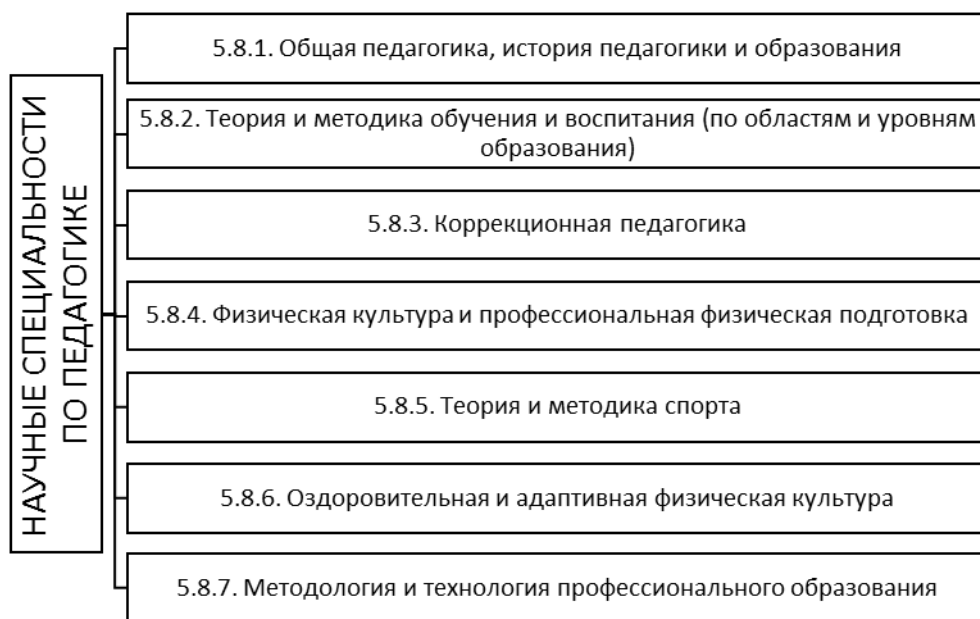 НАУЧНЫЕ СПЕЦИАЛЬНОСТИ
ПО ПЕДАГОГИКЕ
5.8.1. Общая педагогика, история педагогики и образования
5.8.2. Теория и методика обучения и воспитания (по областям и уровням
образования)
5.8.3. Коррекционная педагогика
5.8.4. Физическая культура и профессиональная физическая подготовка
5.8.5. Теория и методика спорта
5.8.6. Оздоровительная и адаптивная физическая культура
5.8.7. Методология и технология профессионального образования